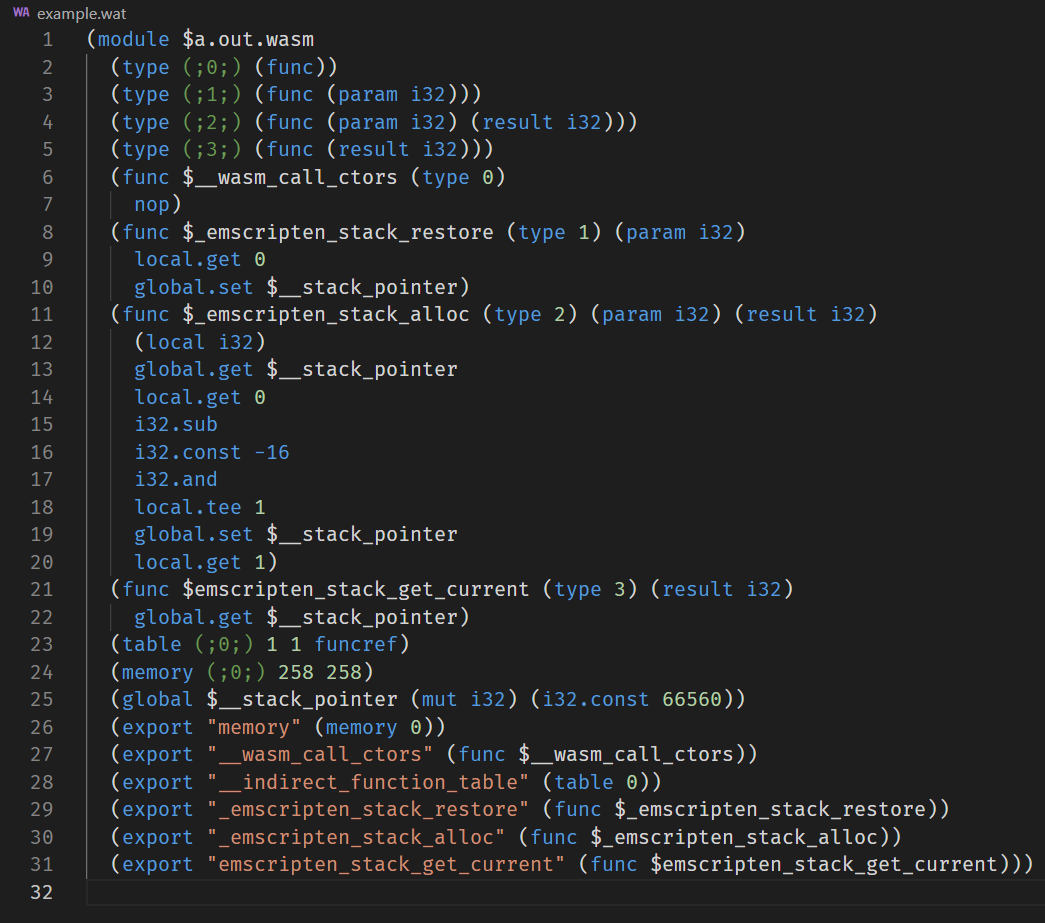 WA example.wat
1 (module $a.out.wasm
2 (type (;0;) (func))
3 (type (;1;) (func (param i32)))
4 (type (;2;) (func (param i32) (result i32)))
5 (type (;3;) (func (result i32)))
6 (func $__wasm_call_ctors (type 0)
7 nop)
8 (func $_emscripten_stack_restore (type 1) (param i32)
9 local.get 0
10 global.set $__stack_pointer)
11 (func $_emscripten_stack_alloc (type 2) (param i32) (result i32)
12 (local i32)
13 global.get $__stack_pointer
14 local.get 0
15 i32.sub
16 i32.const -16
17 i32.and
18 local.tee 1
19 global.set $__stack_pointer
20 local.get 1)
21 (func $emscripten_stack_get_current (type 3) (result i32)
22 global.get $__stack_pointer)
23 (table (;0;) 1 1 funcref)
24 (memory (;0;) 258 258)
25 (global $__stack_pointer (mut i32) (i32.const 66560))
26 (export "memory" (memory 0))
27 (export "__wasm_call_ctors" (func $__wasm_call_ctors))
28 (export "__indirect_function_table" (table 0))
29 (export "_emscripten_stack_restore" (func $_emscripten_stack_restore))
30 (export "_emscripten_stack_alloc" (func $_emscripten_stack_alloc))
31 (export "emscripten_stack_get_current" (func $emscripten_stack_get_current)))
32